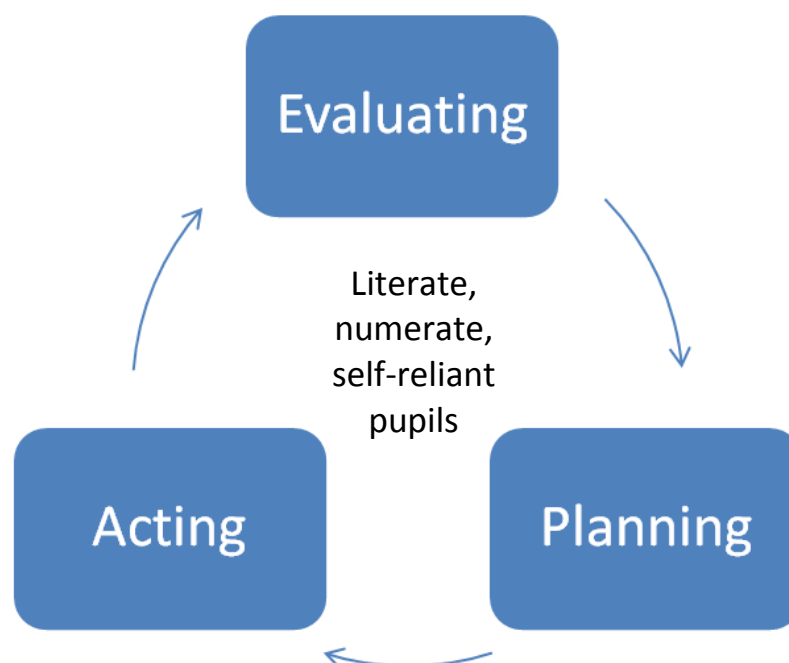 Evaluating
Literate,
numerate,
self-reliant
pupils
Acting
Planning